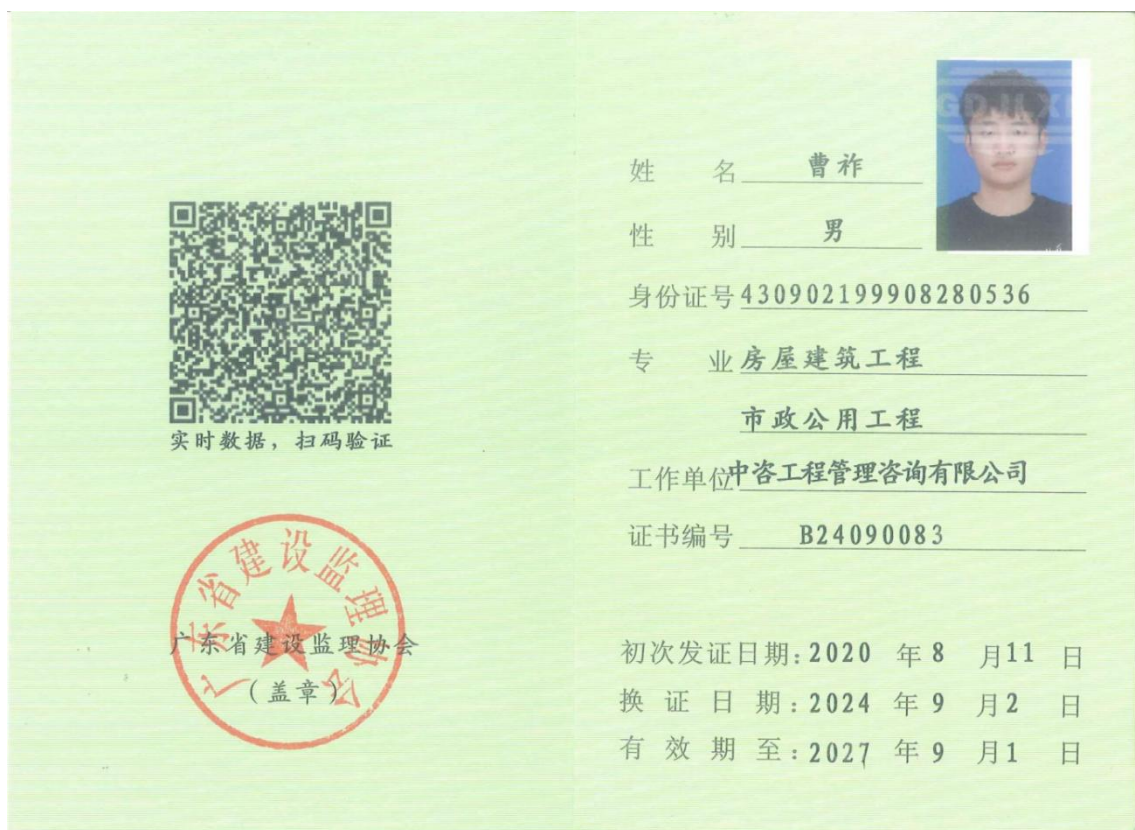 实时数据，扫码验证
广东省建设监理协会
广东省建设监理协会
（盖章）
GDJLXH
姓 名 曹祚
性 别 男
身份证号 430902199908280536
专 业 房屋建筑工程
市政公用工程
工作单位 中咨工程管理咨询有限公司
证书编号 B24090083
初次发证日期：2020 年 8 月 11 日
换 证 日 期：2024 年 9 月 2 日
有 效 期 至：2027 年 9 月 1 日